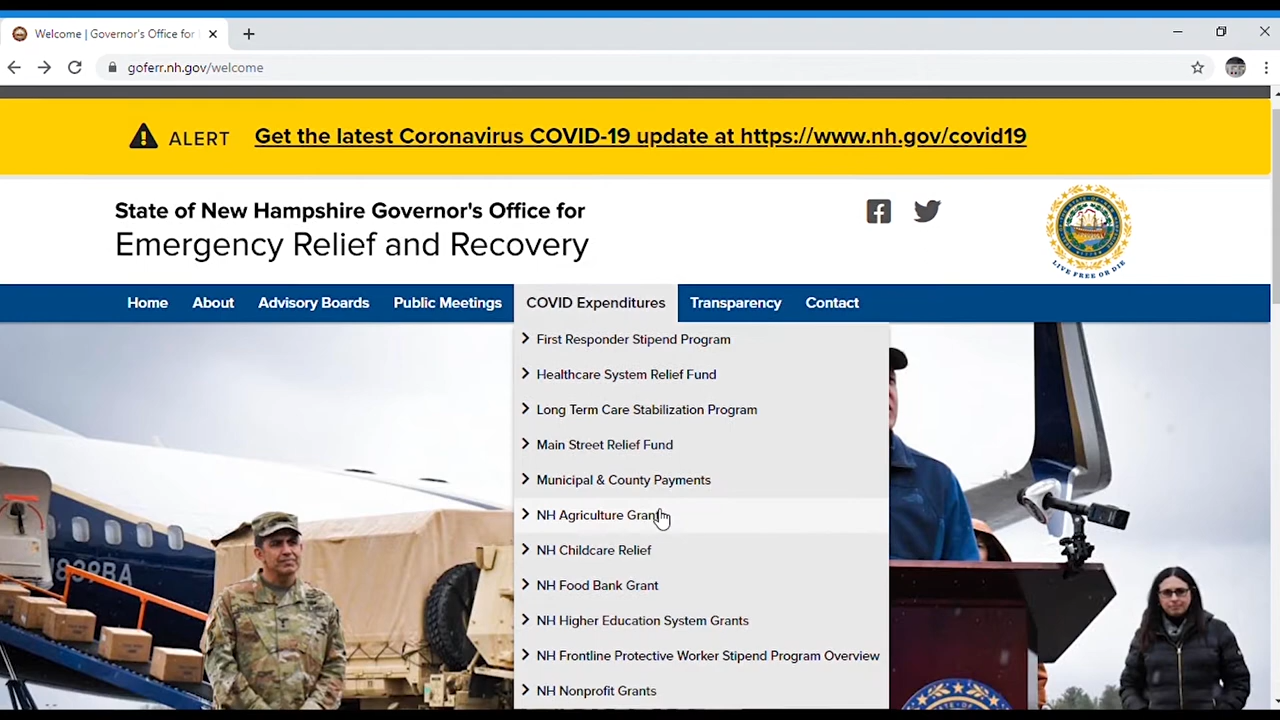 Welcome | Governor's Office for
goferr.nh.gov/welcome
ALERT Get the latest Coronavirus COVID-19 update at https://www.nh.gov/covid19
State of New Hampshire Governor's Office for
Emergency Relief and Recovery
LIVE FREE OR DIE
Home About Advisory Boards Public Meetings COVID Expenditures Transparency Contact
First Responder Stipend Program
Healthcare System Relief Fund
Long Term Care Stabilization Program
Main Street Relief Fund
Municipal & County Payments
NH Agriculture Grant
NH Childcare Relief
NH Food Bank Grant
NH Higher Education System Grants
NH Frontline Protective Worker Stipend Program Overview
NH Nonprofit Grants